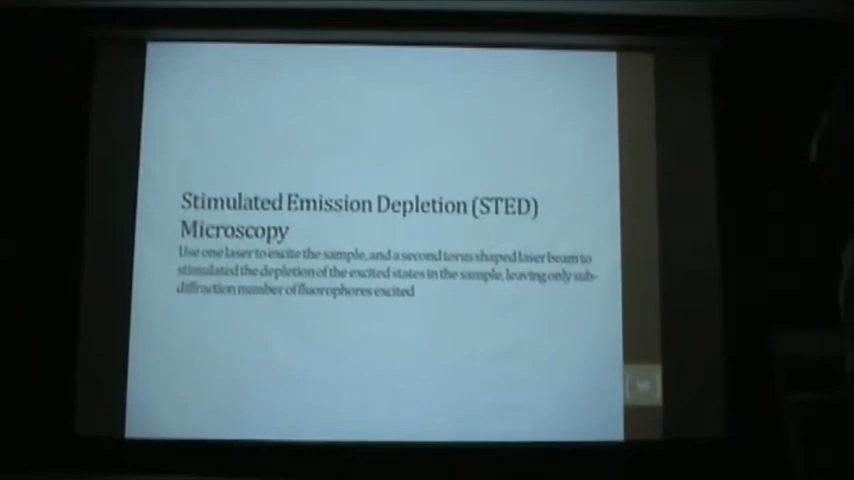 Stimulated Emission Depletion (STED)
Microscopy
Use one laser to excite the sample, and a second torus shaped laser beam to
stimulated the depletion of the excited states in the sample, leaving only sub-
diffraction number of fluorophores excited